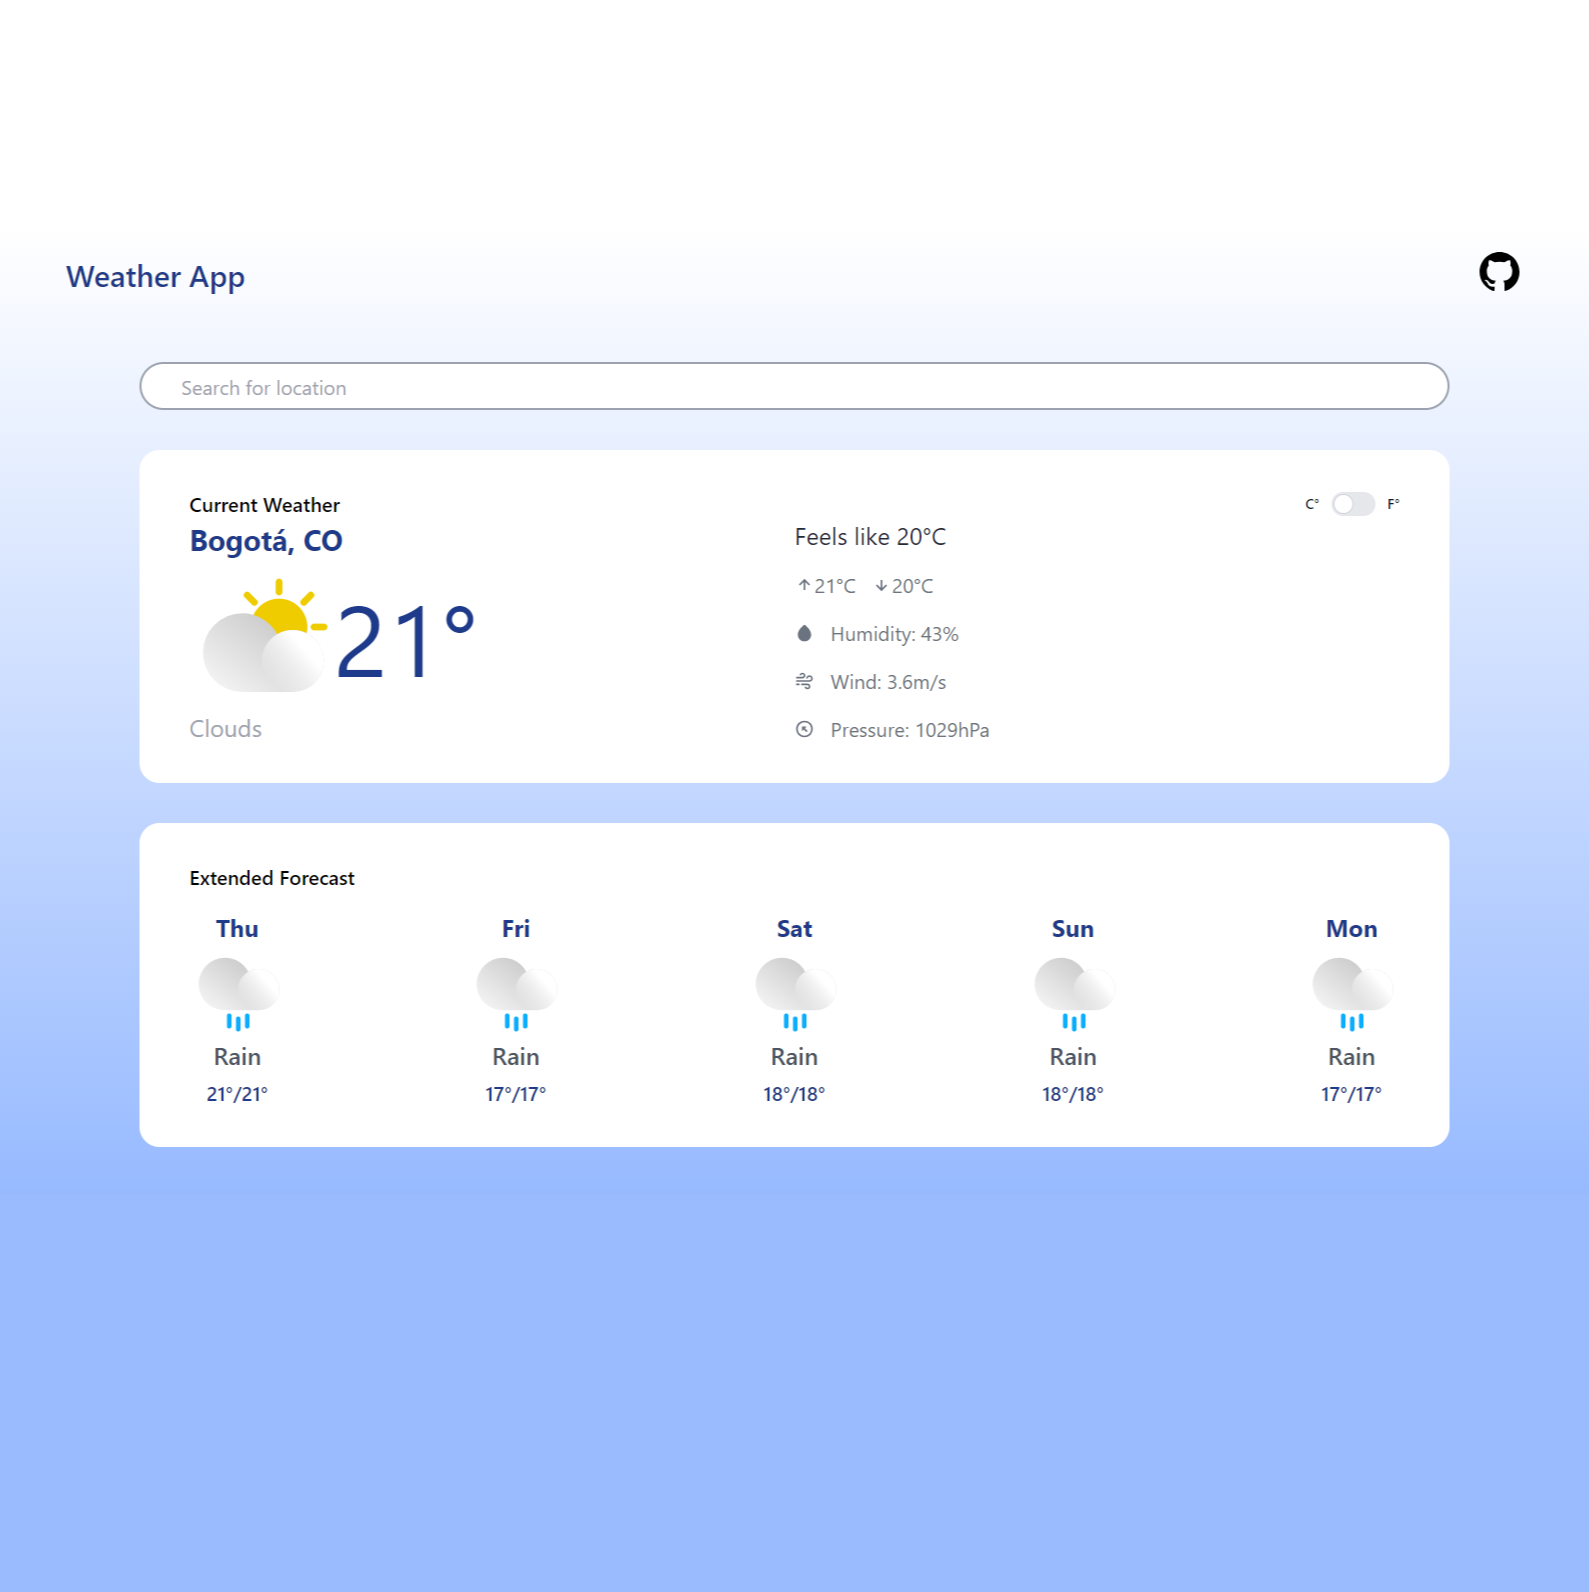 Weather App
Search for location
Current Weather
Bogotá, CO
21°
Clouds
C° F°
Feels like 20°C
21°C 20°C
Humidity: 43%
Wind: 3.6m/s
Pressure: 1029hPa
Extended Forecast
Thu Fri Sat Sun Mon
Rain Rain Rain Rain Rain
21°/21° 17°/17° 18°/18° 18°/18° 17°/17°